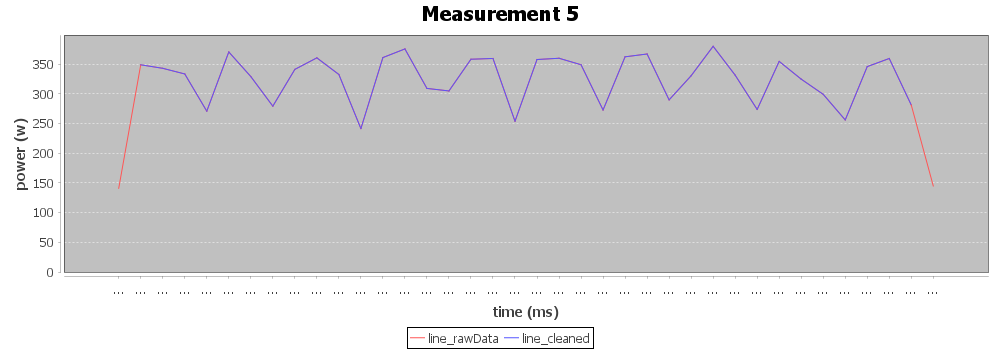 Measurement 5
power (w)
350
300
250
200
150
100
50
0
... ... ... ... ... ... ... ... ... ... ... ... ... ... ... ... ... ... ... ... ... ... ... ... ... ... ... ... ... ... ... ... ... ... ... ... ... ...
time (ms)
line_rawData line_cleaned